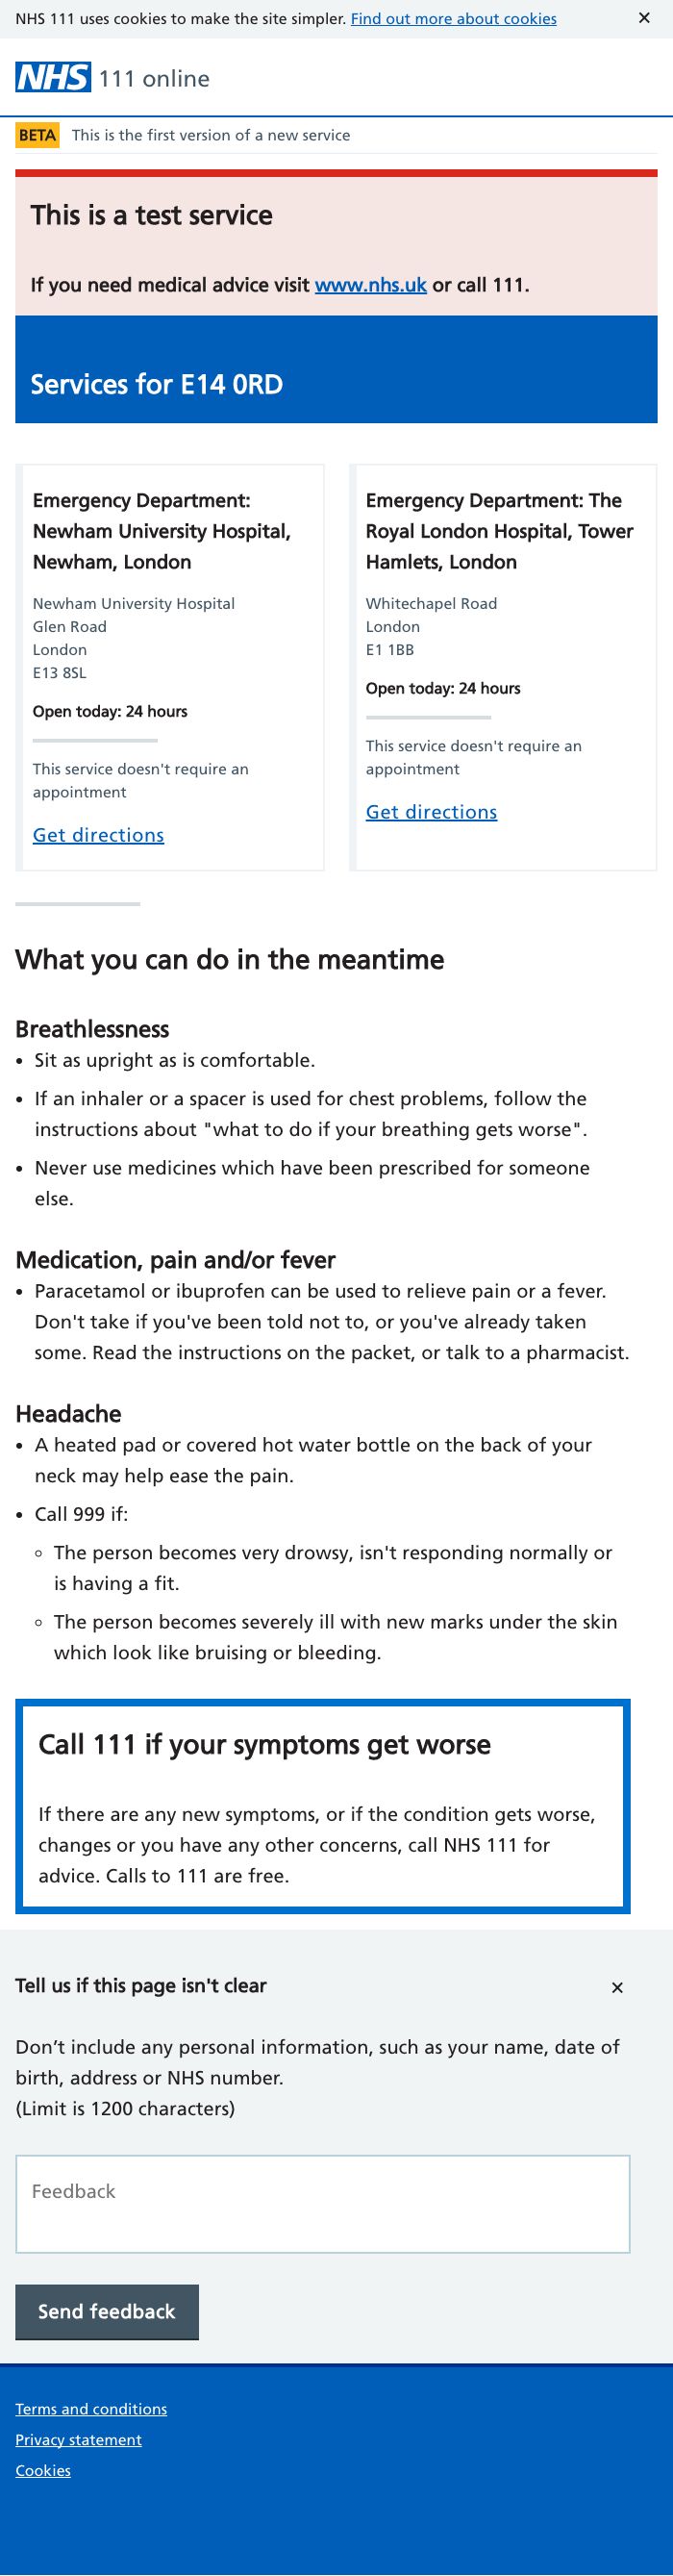 NHS 111 uses cookies to make the site simpler. Find out more about cookies ✕
NHS 111 online
BETA This is the first version of a new service
This is a test service
If you need medical advice visit www.nhs.uk or call 111.
Services for E14 0RD
Emergency Department:
Newham University Hospital,
Newham, London
Newham University Hospital
Glen Road
London
E13 8SL
Open today: 24 hours
This service doesn't require an
appointment
Get directions
Emergency Department: The
Royal London Hospital, Tower
Hamlets, London
Whitechapel Road
London
E1 1BB
Open today: 24 hours
This service doesn't require an
appointment
Get directions
What you can do in the meantime
Breathlessness
• Sit as upright as is comfortable.
• If an inhaler or a spacer is used for chest problems, follow the
instructions about "what to do if your breathing gets worse".
• Never use medicines which have been prescribed for someone
else.
Medication, pain and/or fever
• Paracetamol or ibuprofen can be used to relieve pain or a fever.
Don't take if you've been told not to, or you've already taken
some. Read the instructions on the packet, or talk to a pharmacist.
Headache
• A heated pad or covered hot water bottle on the back of your
neck may help ease the pain.
• Call 999 if:
◦ The person becomes very drowsy, isn't responding normally or
is having a fit.
◦ The person becomes severely ill with new marks under the skin
which look like bruising or bleeding.
Call 111 if your symptoms get worse
If there are any new symptoms, or if the condition gets worse,
changes or you have any other concerns, call NHS 111 for
advice. Calls to 111 are free.
Tell us if this page isn't clear ✕
Don’t include any personal information, such as your name, date of
birth, address or NHS number.
(Limit is 1200 characters)
Feedback
Send feedback
Terms and conditions
Privacy statement
Cookies